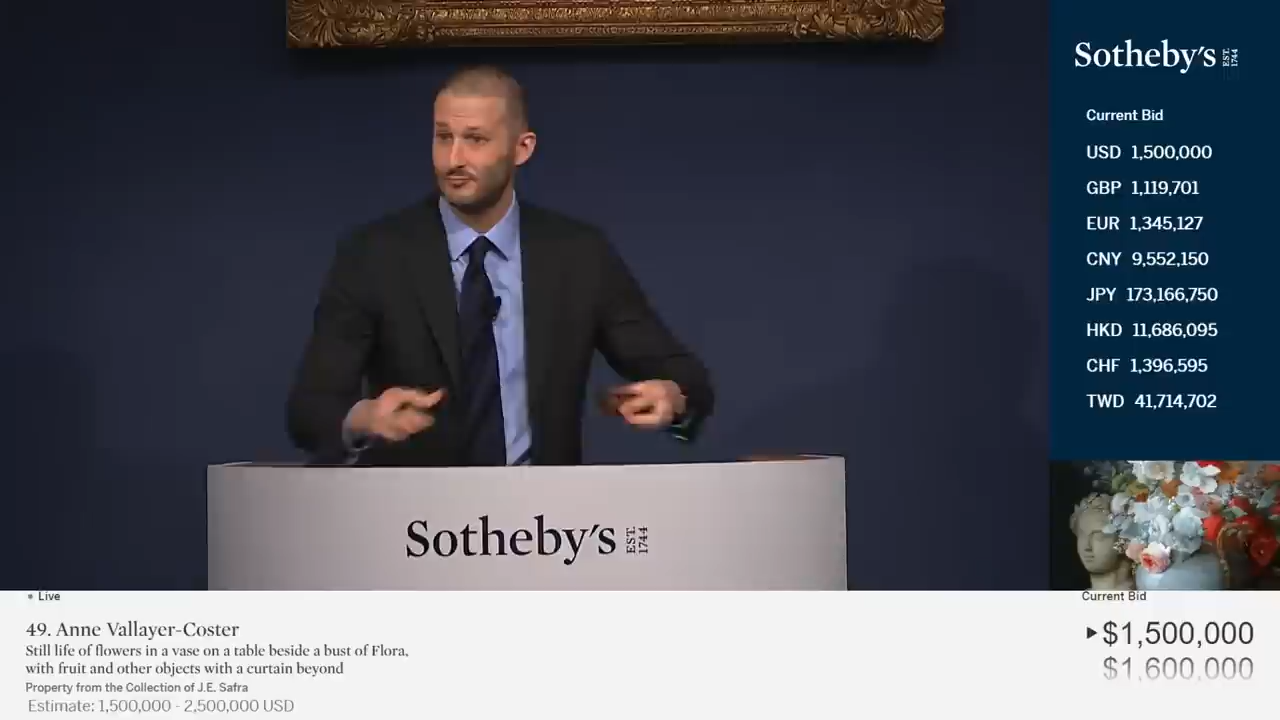 Sotheby's EST. 1744
Current Bid
USD 1,500,000
GBP 1,119,701
EUR 1,345,127
CNY 9,552,150
JPY 173,166,750
HKD 11,686,095
CHF 1,396,595
TWD 41,714,702
Sotheby's EST. 1744
Live
49. Anne Vallayer-Coster
Still life of flowers in a vase on a table beside a bust of Flora,
with fruit and other objects with a curtain beyond
Property from the Collection of J.E. Safra
Estimate: 1,500,000 - 2,500,000 USD
Current Bid
$1,500,000
$1,600,000